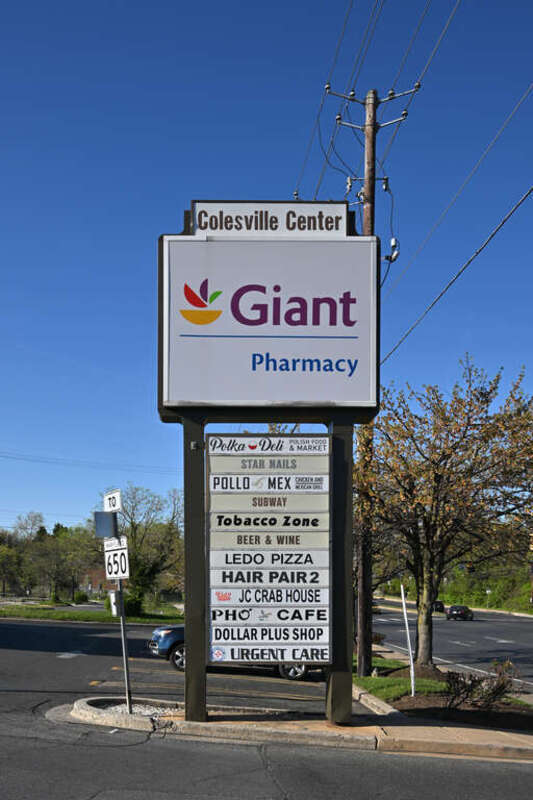 Colesville Center
Giant
Pharmacy
Polka Deli POLISH FOOD & MARKET
STAR NAILS
POLLO MEX CHICKEN AND MEXICAN GRILL
SUBWAY
Tobacco Zone
BEER & WINE
LEDO PIZZA
HAIR PAIR 2
JC CRAB HOUSE
PHO CAFE
DOLLAR PLUS SHOP
URGENT CARE
TO
650